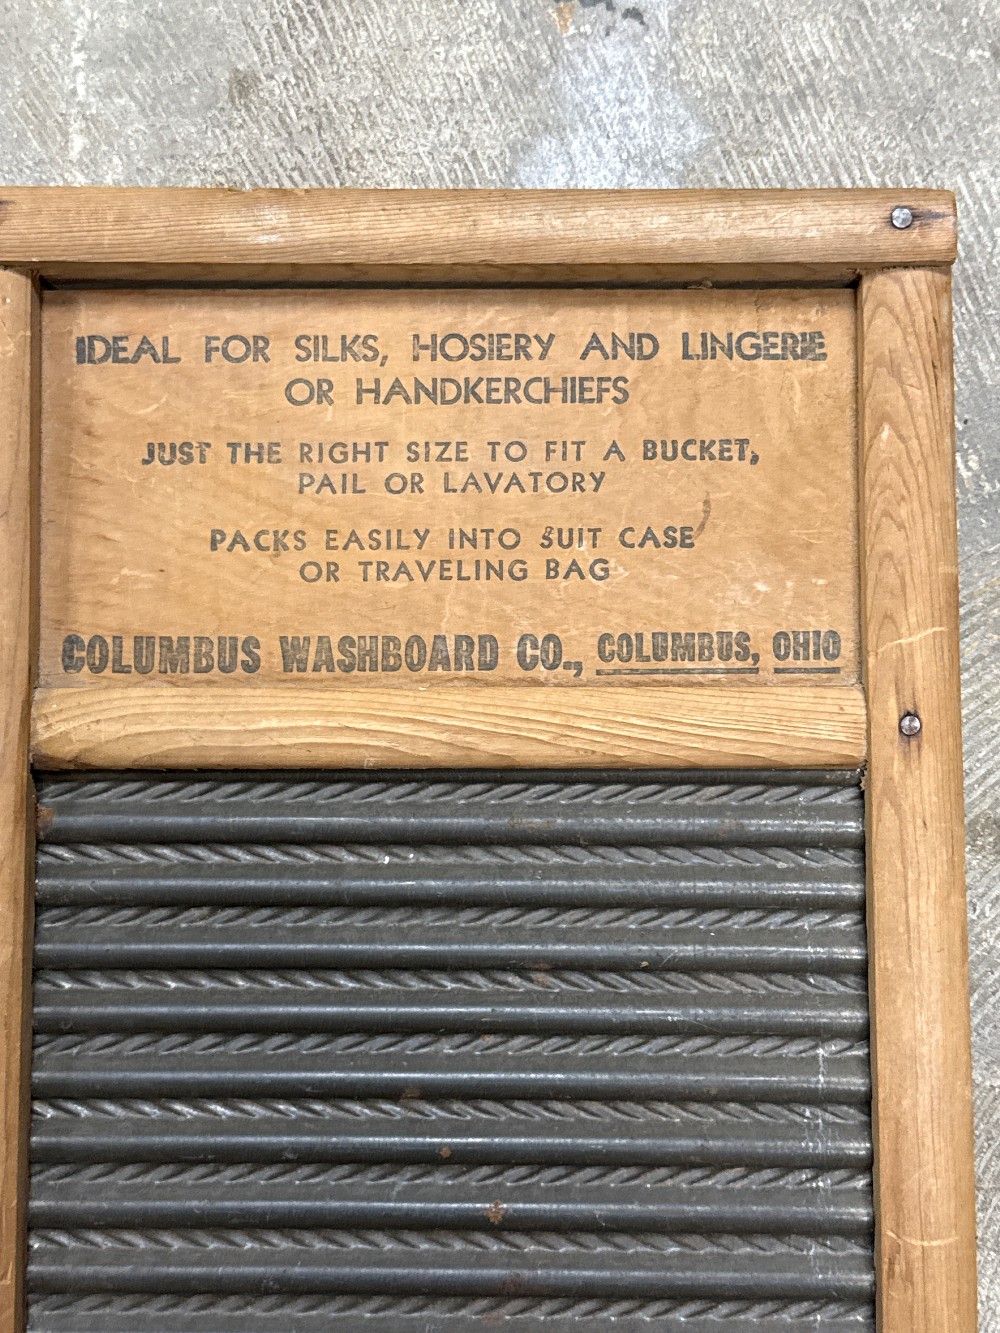 IDEAL FOR SILKS, HOSIERY AND LINGERIE
OR HANDKERCHIEFS
JUST THE RIGHT SIZE TO FIT A BUCKET,
PAIL OR LAVATORY
PACKS EASILY INTO SUIT CASE
OR TRAVELING BAG
COLUMBUS WASHBOARD CO., COLUMBUS, OHIO